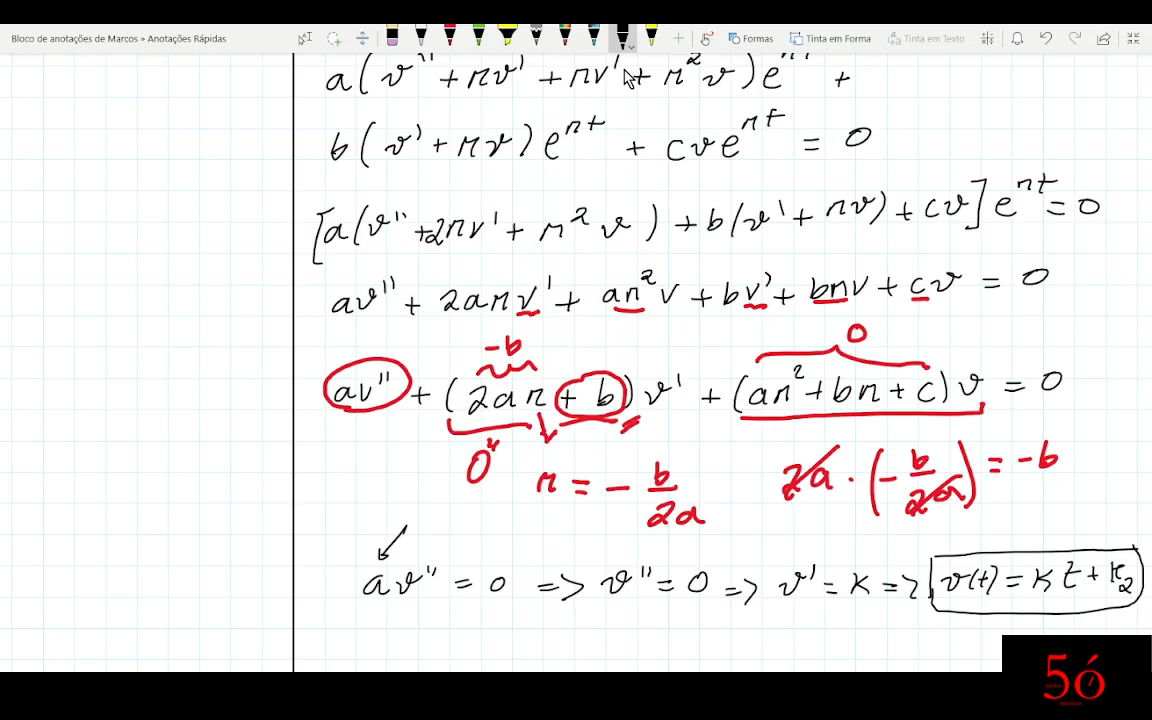 Bloco de anotações de Marcos » Anotações Rápidas
Formas
Tinta em Forma
Tinta em Texto
a(v'' + rv' + rv' + r²v)e^{rt} +
b(v' + rv)e^{rt} + cve^{rt} = 0
[a(v'' + 2rv' + r²v) + b(v' + rv) + cv]e^{rt} = 0
av'' + 2arv' + ar²v + bv' + brv + cv = 0
-b
0
av'' + (2ar + b)v' + (ar² + br + c)v = 0
0
r = -b/2a
2a · (-b/2a) = -b
av'' = 0 => v'' = 0 => v' = K => v(t) = Kt + K₂
5ó